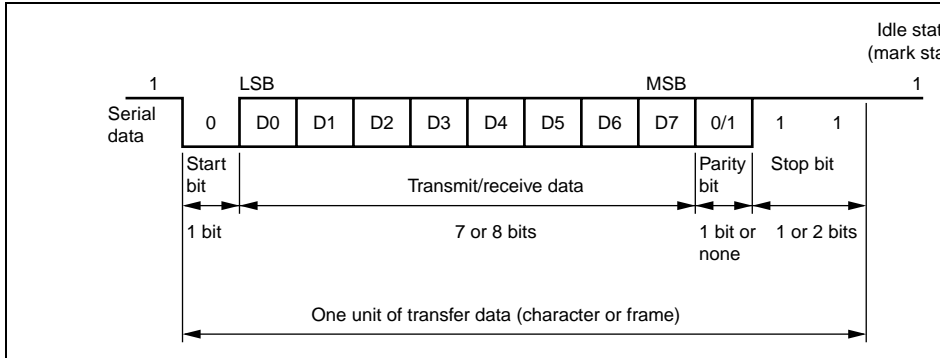 Idle stat
(mark sta
1 LSB MSB 1
Serial
data
0 D0 D1 D2 D3 D4 D5 D6 D7 0/1 1 1
Start
bit
Transmit/receive data
Parity
bit
Stop bit
1 bit
7 or 8 bits
1 bit or
none
1 or 2 bits
One unit of transfer data (character or frame)